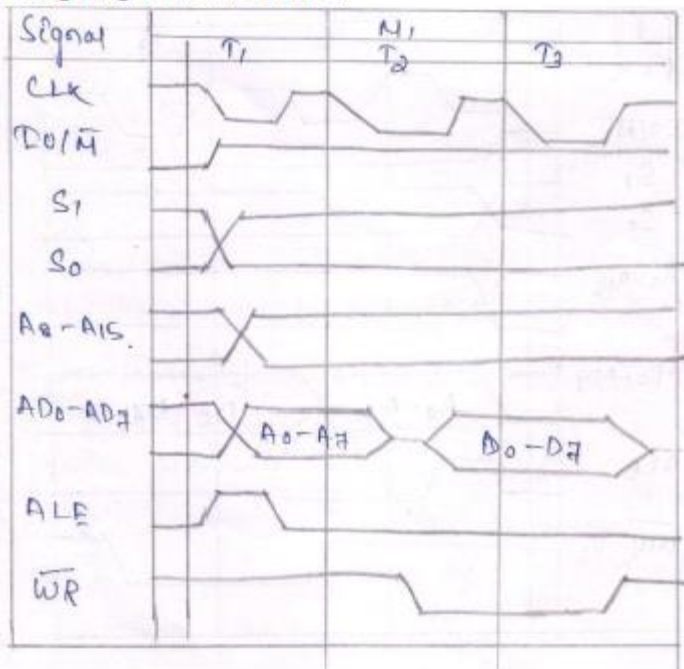 Signal M1
T1 T2 T3
CLK
IO/M̅
S1
S0
A8-A15.
AD0-AD7 A0-A7 D0-D7
ALE
W̅R̅